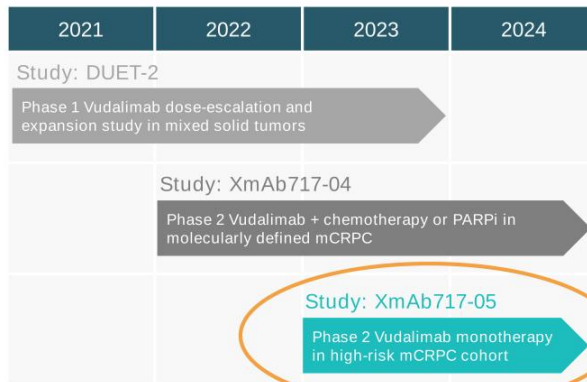 2021 2022 2023 2024
Study: DUET-2
Phase 1 Vudalimab dose-escalation and
expansion study in mixed solid tumors
Study: XmAb717-04
Phase 2 Vudalimab + chemotherapy or PARPi in
molecularly defined mCRPC
Study: XmAb717-05
Phase 2 Vudalimab monotherapy
in high-risk mCRPC cohort